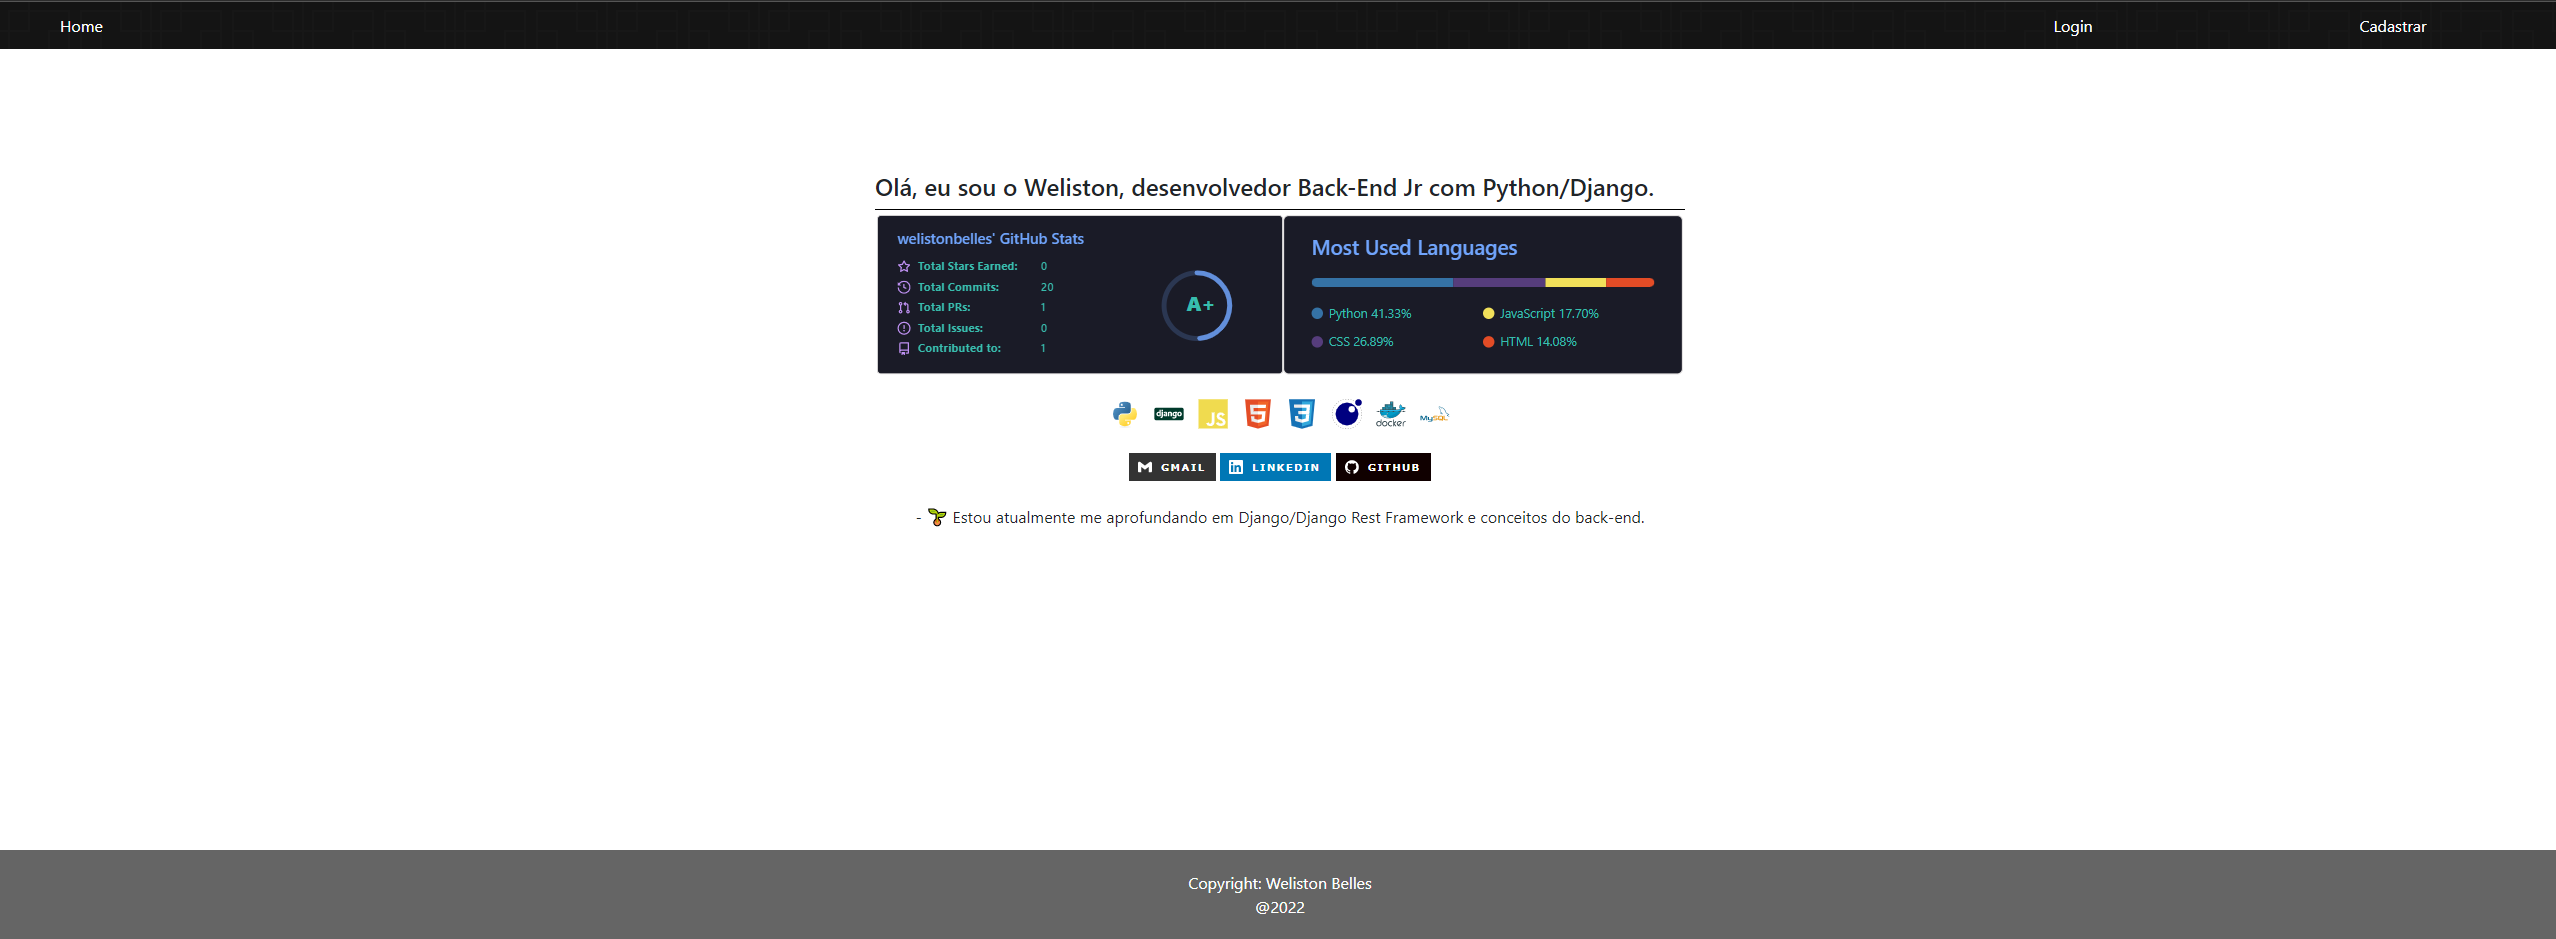 Home Login Cadastrar
Olá, eu sou o Weliston, desenvolvedor Back-End Jr com Python/Django.
welistonbelles' GitHub Stats
Total Stars Earned: 0
Total Commits: 20
Total PRs: 1
Total Issues: 0
Contributed to: 1
A+
Most Used Languages
Python 41.33% JavaScript 17.70%
CSS 26.89% HTML 14.08%
django JS 5 3 docker MySQL
GMAIL in LINKEDIN GITHUB
- Estou atualmente me aprofundando em Django/Django Rest Framework e conceitos do back-end.
Copyright: Weliston Belles
@2022